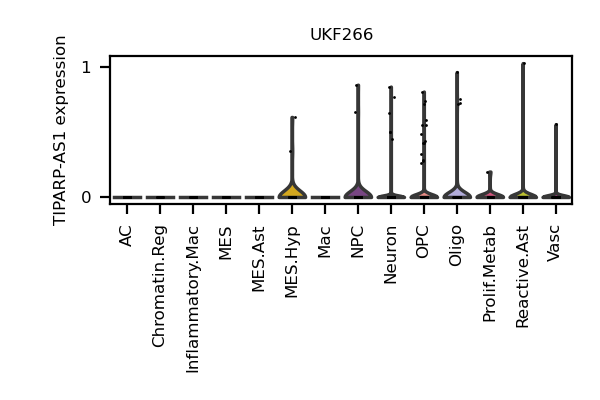 UKF266
TIPARP-AS1 expression
1
0
AC
Chromatin.Reg
Inflammatory.Mac
MES
MES.Ast
MES.Hyp
Mac
NPC
Neuron
OPC
Oligo
Prolif.Metab
Reactive.Ast
Vasc